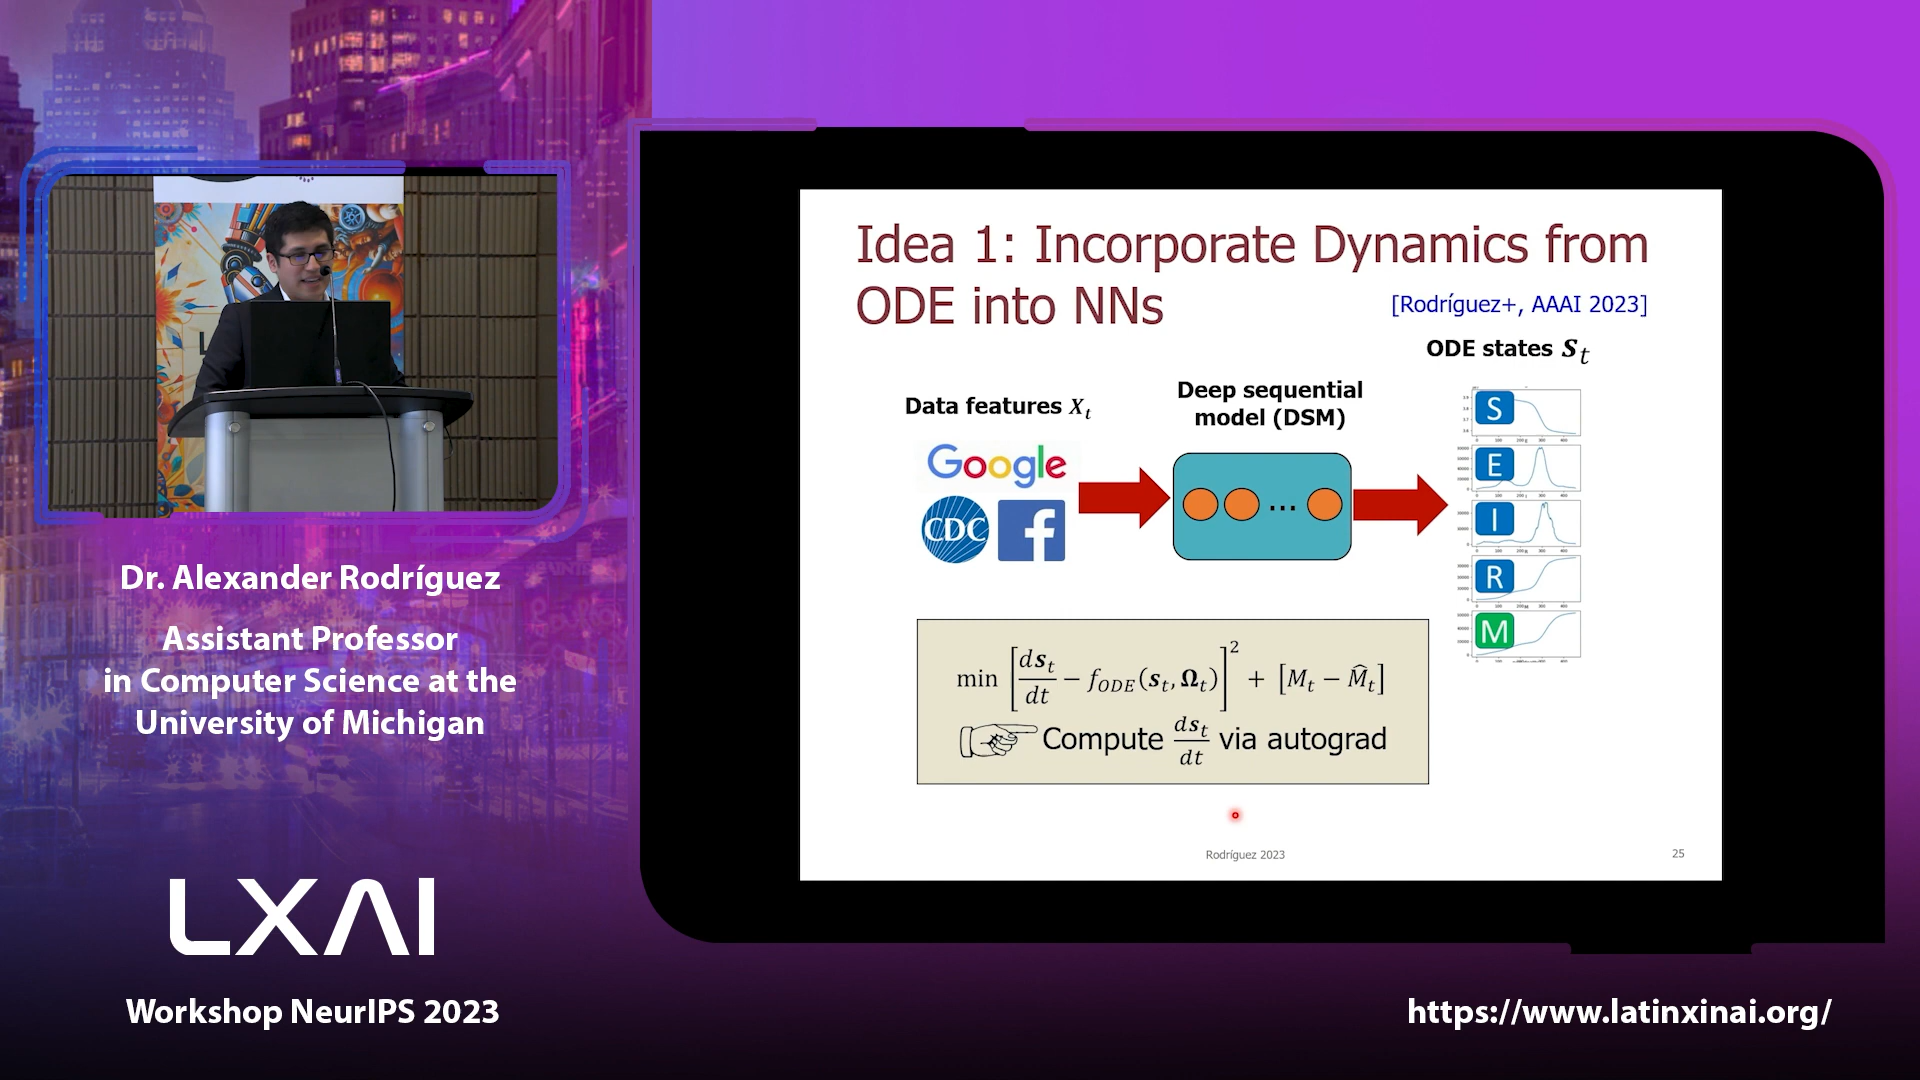 Dr. Alexander Rodríguez
Assistant Professor
in Computer Science at the
University of Michigan
LXAI
Workshop NeurIPS 2023
Idea 1: Incorporate Dynamics from
ODE into NNs
[Rodríguez+, AAAI 2023]
ODE states s_t
Data features X_t
Deep sequential
model (DSM)
Google
CDC
f
...
S
E
I
R
M
min [ds_t/dt − f_ODE(s_t, Ω_t)]² + [M_t − M̂_t]
Compute ds_t/dt via autograd
Rodríguez 2023
25
https://www.latinxinai.org/